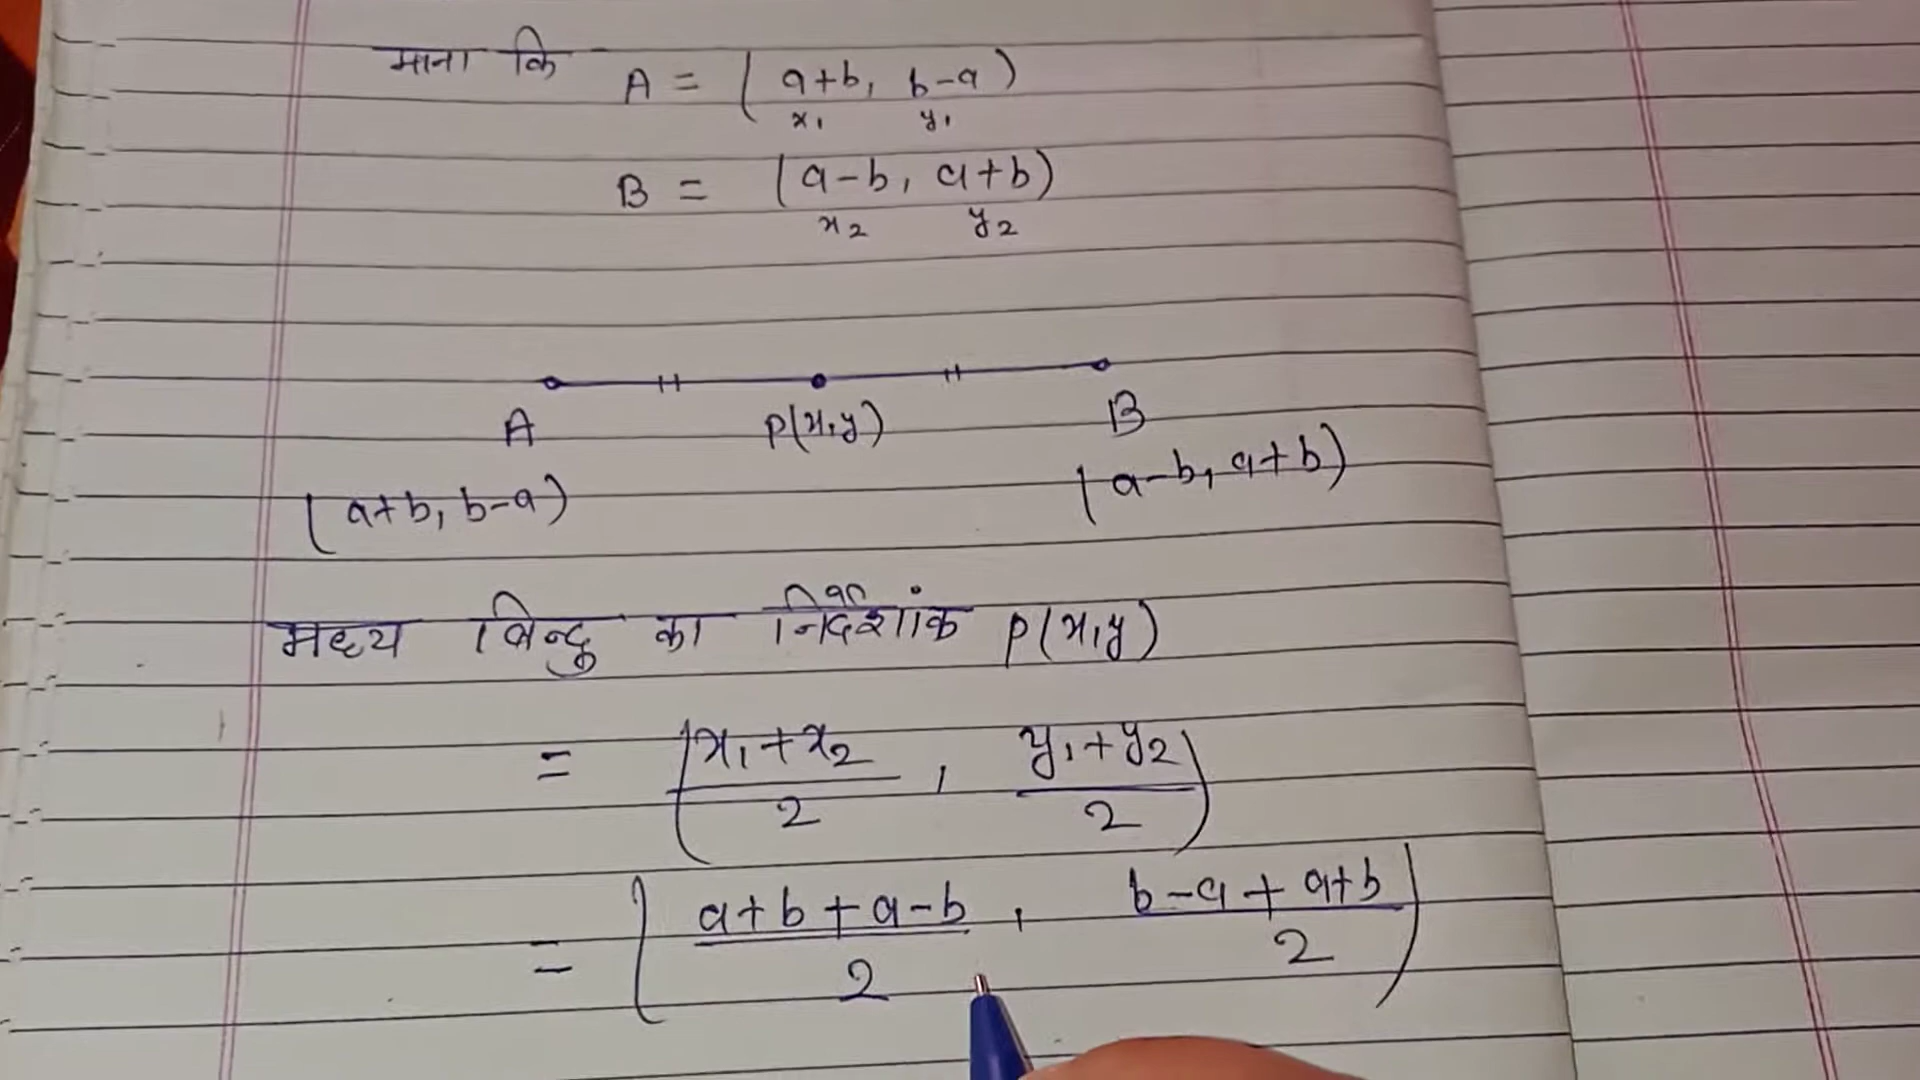 माना कि A = (a+b, b-a)
x₁ y₁
B = (a-b, a+b)
x₂ y₂
A P(x,y) B
(a+b, b-a) (a-b, a+b)
मध्य बिन्दु का निर्देशांक P(x,y)
= (x₁+x₂/2 , y₁+y₂/2)
= (a+b+a-b/2 , b-a+a+b/2)